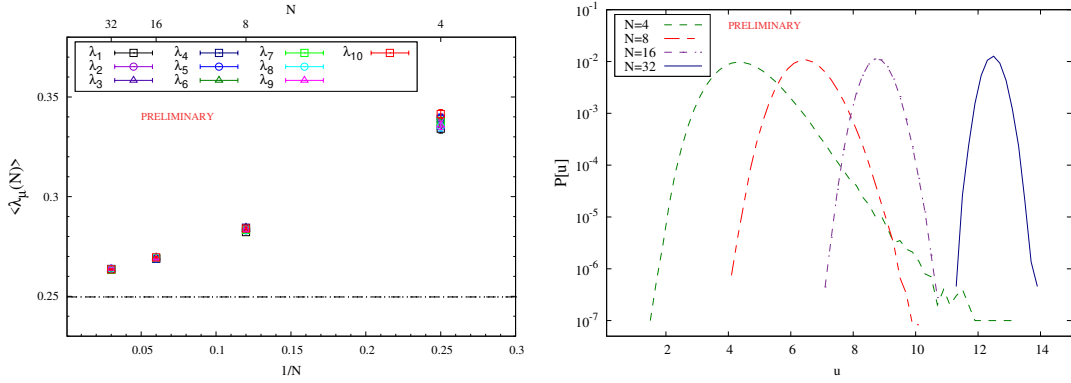 N
32 16 8 4
λ1 λ4 λ7 λ10
λ2 λ5 λ8
λ3 λ6 λ9
PRELIMINARY
0.35
0.3
0.25
<λμ(N)>
0.05 0.1 0.15 0.2 0.25 0.3
1/N
N=4
N=8
N=16
N=32
PRELIMINARY
10^-1
10^-2
10^-3
10^-4
10^-5
10^-6
10^-7
P[u]
2 4 6 8 10 12 14
u